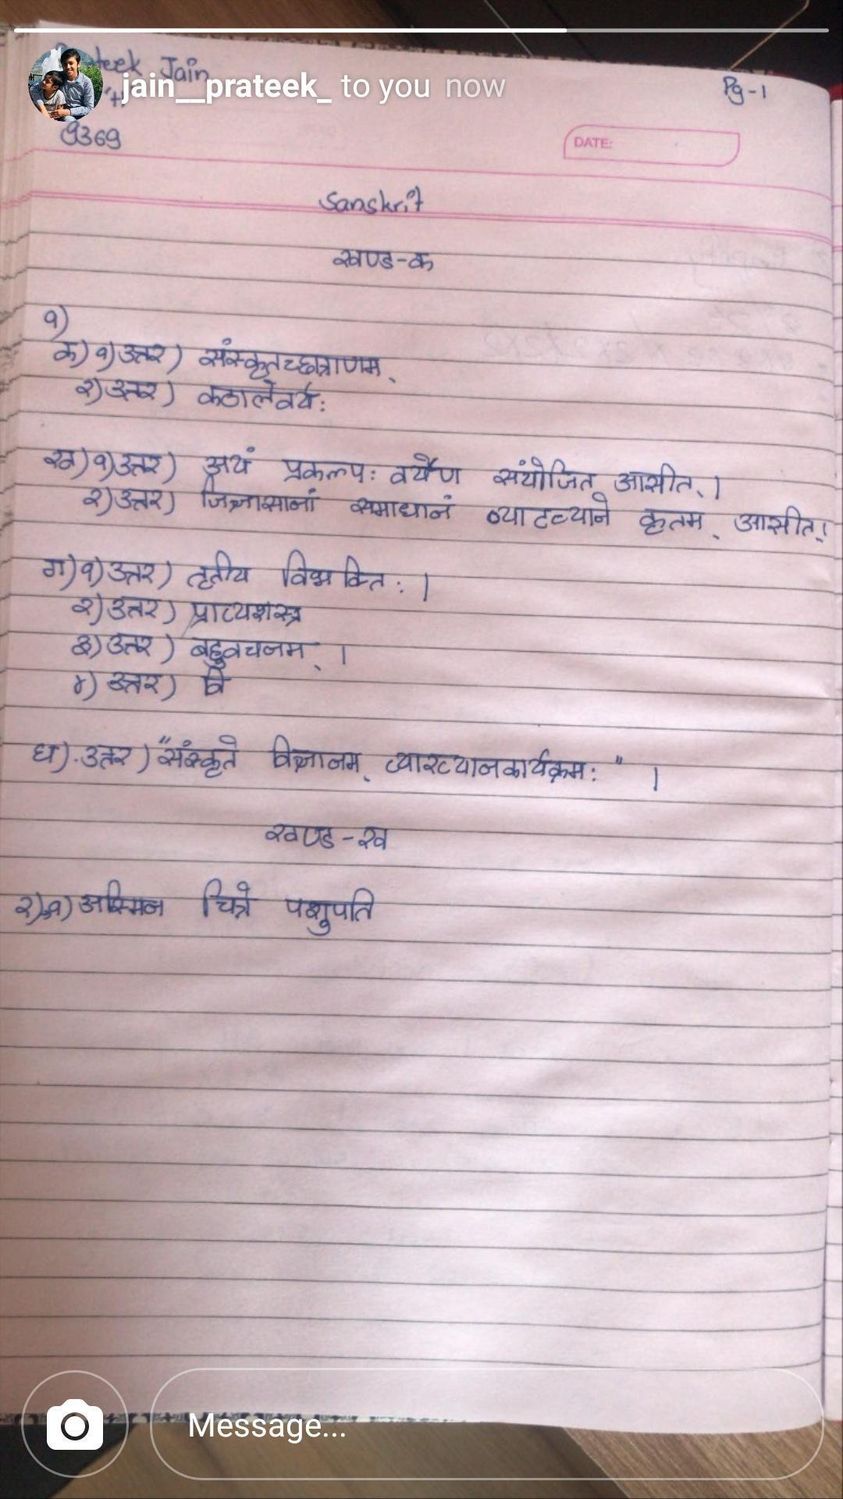 Prateek Jain
jain__prateek_ to you now
Pg-1
9369
DATE:
Sanskrit
खण्ड-क
१)
क) १) उत्तर) संस्कृतच्छात्राणाम्
२) उत्तर) कठालेवर्यः
ख) १) उत्तर) अयं प्रकल्पः वर्येण संयोजित आसीत् ।
२) उत्तर) जिज्ञासानां समाधानं कृतम् आसीत् ।
ग) १) उत्तर) तृतीय विभक्तिः ।
२) उत्तर) प्राच्यशस्त्र
३) उत्तर) बहुवचनम् ।
४) उत्तर) वि
घ) उत्तर) "संस्कृते विज्ञानम् व्याख्यानकार्यक्रमः" ।
खण्ड-ख
२) अस्मिन चित्रे पशुपति
Message...